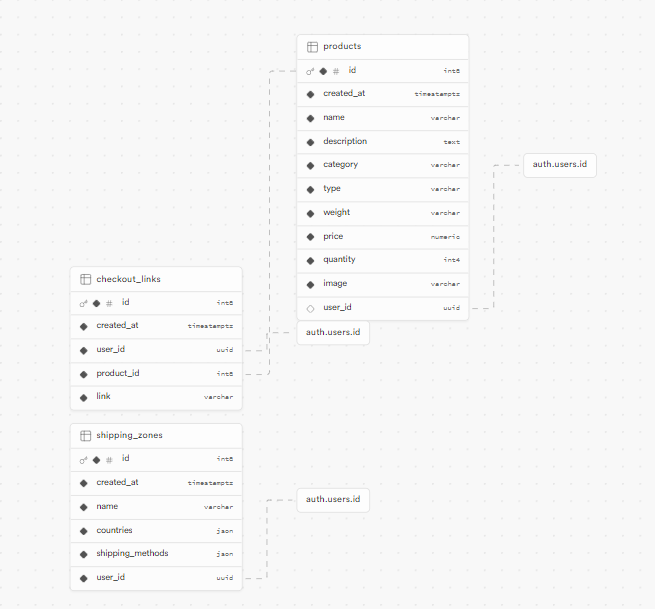 products
# id int8
created_at timestamptz
name varchar
description text
category varchar
type varchar
weight varchar
price numeric
quantity int4
image varchar
user_id uuid
auth.users.id
auth.users.id
checkout_links
# id int8
created_at timestamptz
user_id uuid
product_id int8
link varchar
shipping_zones
# id int8
created_at timestamptz
name varchar
countries json
shipping_methods json
user_id uuid
auth.users.id